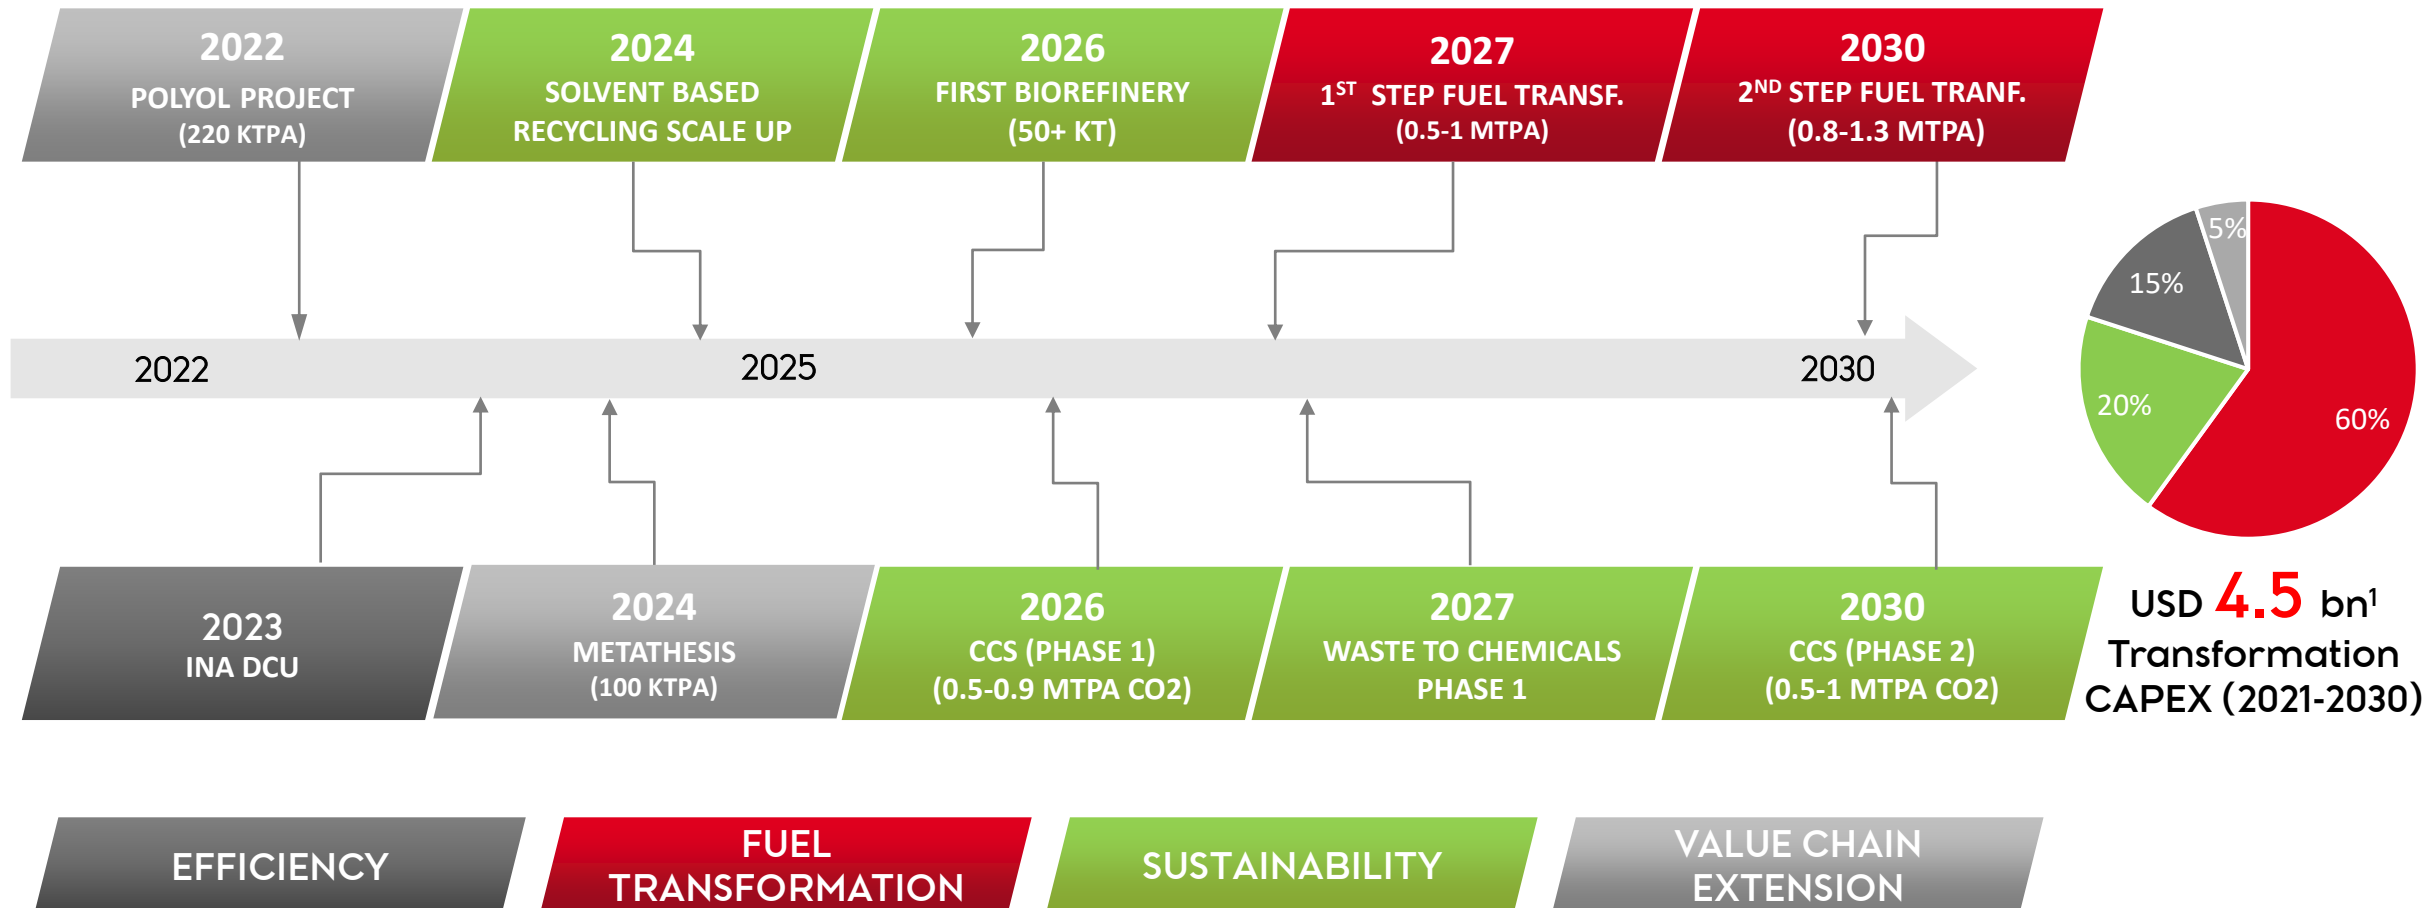 2022
POLYOL PROJECT
(220 KTPA)
2024
SOLVENT BASED
RECYCLING SCALE UP
2026
FIRST BIOREFINERY
(50+ KT)
2027
1ST STEP FUEL TRANSF.
(0.5-1 MTPA)
2030
2ND STEP FUEL TRANF.
(0.8-1.3 MTPA)
2022
2025
2030
5%
15%
20%
60%
2023
INA DCU
2024
METATHESIS
(100 KTPA)
2026
CCS (PHASE 1)
(0.5-0.9 MTPA CO2)
2027
WASTE TO CHEMICALS
PHASE 1
2030
CCS (PHASE 2)
(0.5-1 MTPA CO2)
USD 4.5 bn1
Transformation
CAPEX (2021-2030)
EFFICIENCY
FUEL
TRANSFORMATION
SUSTAINABILITY
VALUE CHAIN
EXTENSION